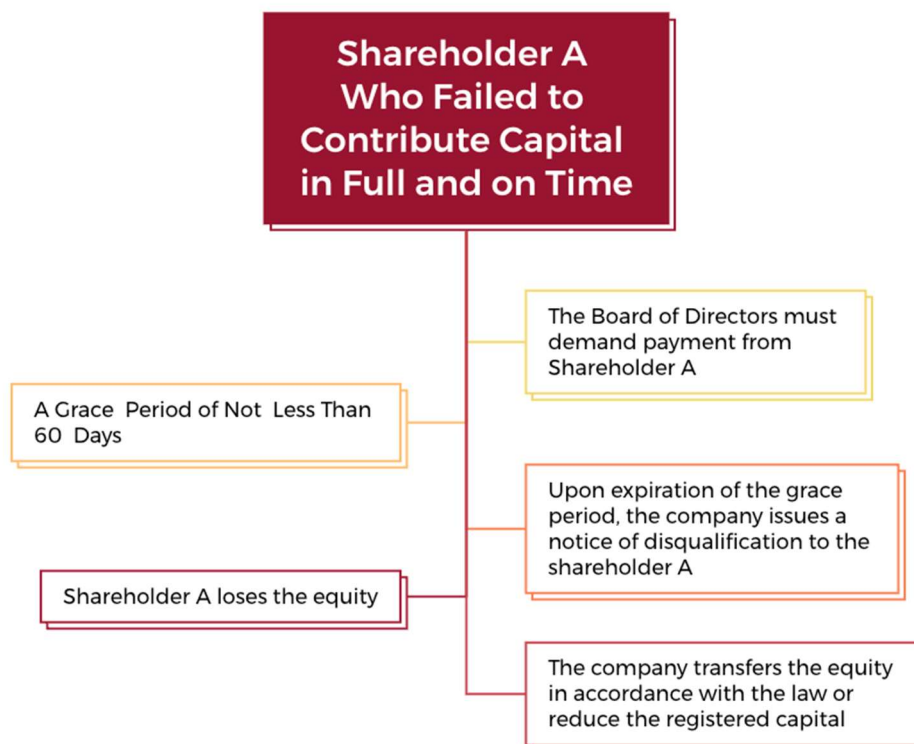 Shareholder A
Who Failed to
Contribute Capital
in Full and on Time
The Board of Directors must
demand payment from
Shareholder A
A Grace Period of Not Less Than
60 Days
Upon expiration of the grace
period, the company issues a
notice of disqualification to the
shareholder A
Shareholder A loses the equity
The company transfers the equity
in accordance with the law or
reduce the registered capital